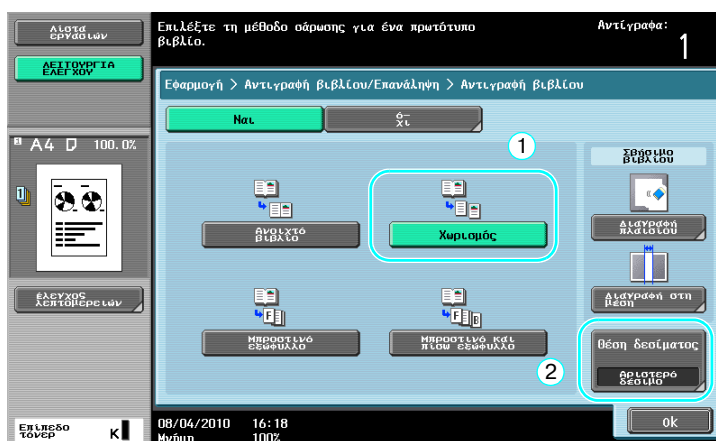 Λίστα
εργασιών
Επιλέξτε τη μέθοδο σάρωσης για ένα πρωτότυπο
βιβλίο.
Αντίγραφα:
1
ΛΕΙΤΟΥΡΓΙΑ
ΕΛΕΓΧΟΥ
Εφαρμογή > Αντιγραφή βιβλίου/Επανάληψη > Αντιγραφή βιβλίου
Ναι
ό-
χι
A4 100.0%
1
1
Σβήσιμο
βιβλίου
Ανοιχτό
βιβλίο
Χωρισμός
Διαγραφή
πλαισίου
έλεγχος
λεπτομερειών
Διαγραφή στη
μέση
F
Μπροστινό
εξώφυλλο
F B
Μπροστινό και
πίσω εξώφυλλο
2
θέση δεσίματος
Αριστερό
δέσιμο
Επίπεδο
τόνερ
K
08/04/2010 16:18
Μνήμη 100%
ok